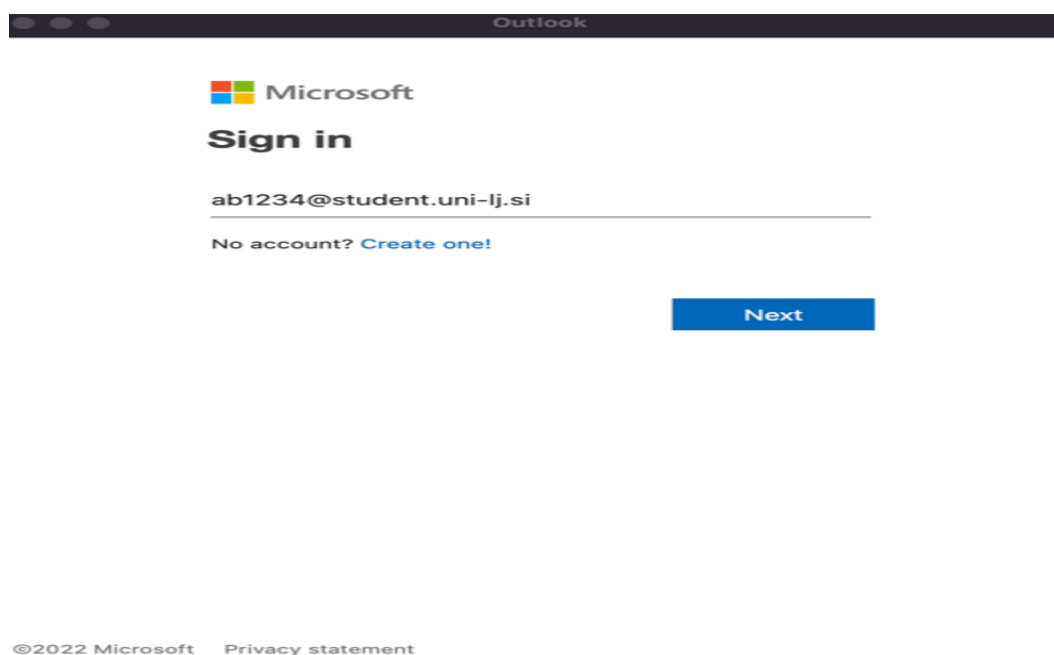 Outlook
Microsoft
Sign in
ab1234@student.uni-lj.si
No account? Create one!
Next
©2022 Microsoft Privacy statement